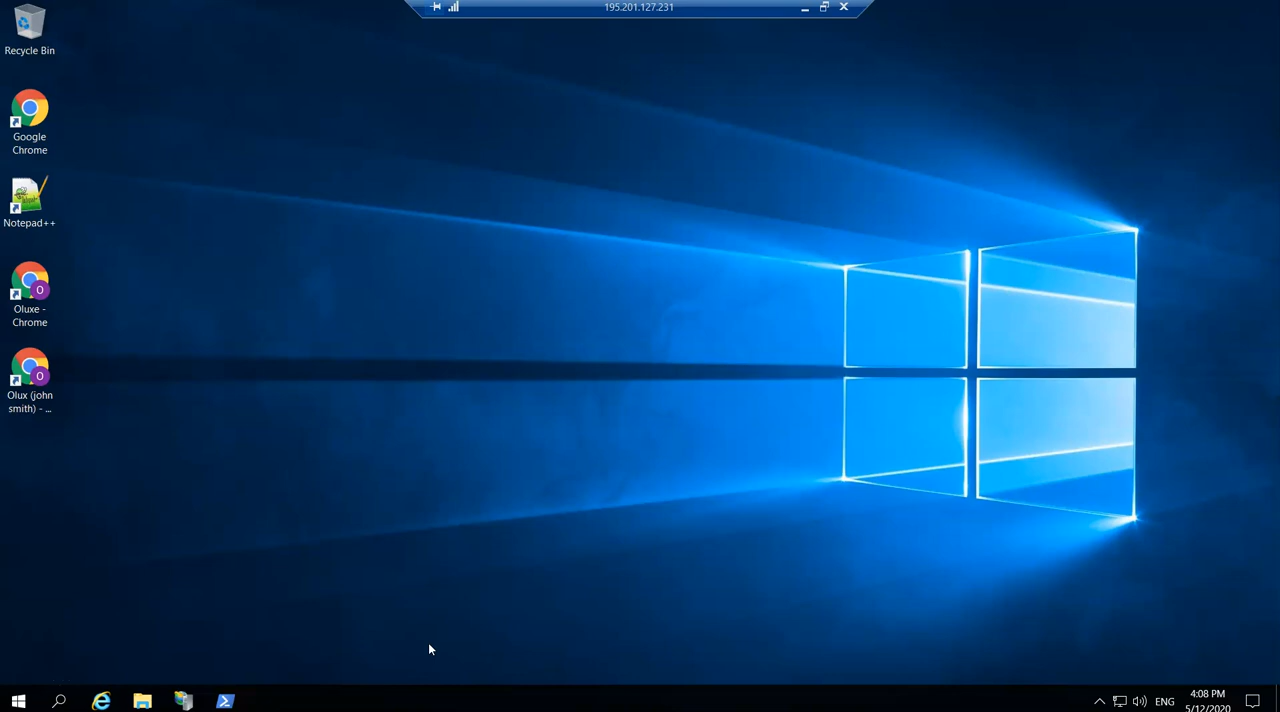 195.201.127.231
Recycle Bin
Google
Chrome
Notepad++
Oluxe -
Chrome
Olux (john
smith) - ...
ENG
4:08 PM
5/12/2020